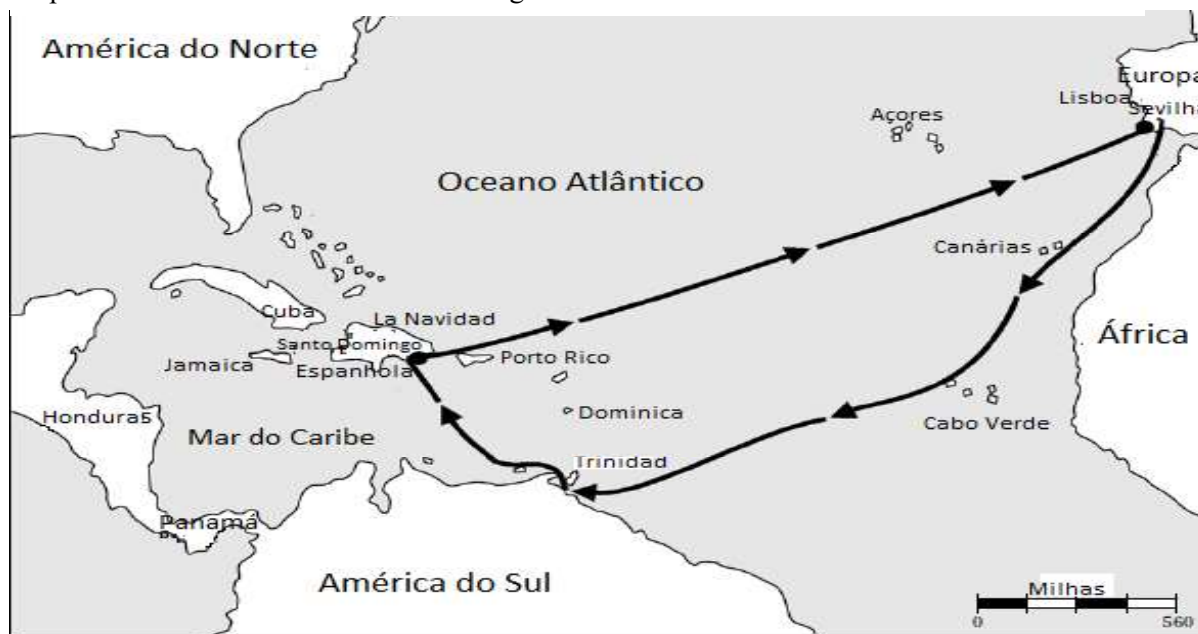 América do Norte
Europa
Lisboa
Sevilha
Açores
Oceano Atlântico
Canárias
Cuba
La Navidad
África
Santo Domingo
Porto Rico
Jamaica
Espanhola
Honduras
Dominica
Cabo Verde
Mar do Caribe
Trinidad
Panamá
América do Sul
Milhas
0 560